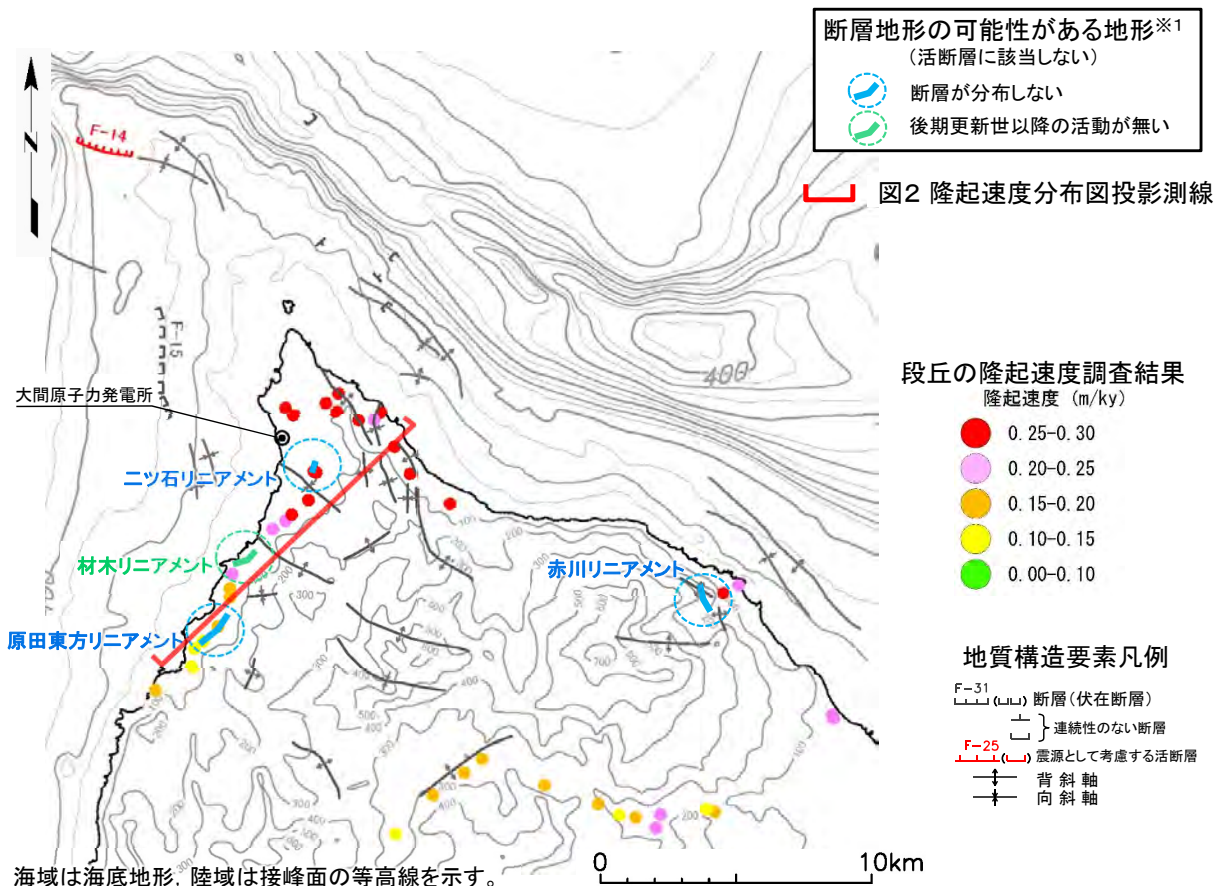 断層地形の可能性がある地形※1
(活断層に該当しない)
断層が分布しない
後期更新世以降の活動が無い
図2 隆起速度分布図投影測線
N
F-14
F-15
400
大間原子力発電所
二ツ石リニアメント
材木リニアメント
原田東方リニアメント
赤川リニアメント
段丘の隆起速度調査結果
隆起速度 (m/ky)
0.25-0.30
0.20-0.25
0.15-0.20
0.10-0.15
0.00-0.10
地質構造要素凡例
F-31
断層(伏在断層)
連続性のない断層
F-25
震源として考慮する活断層
背斜軸
向斜軸
海域は海底地形,陸域は接峰面の等高線を示す。
0 10km